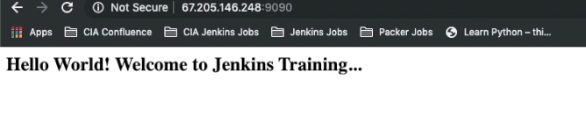 Not Secure | 67.205.146.248:9090
Apps CIA Confluence CIA Jenkins Jobs Jenkins Jobs Packer Jobs Learn Python – thi...
Hello World! Welcome to Jenkins Training...